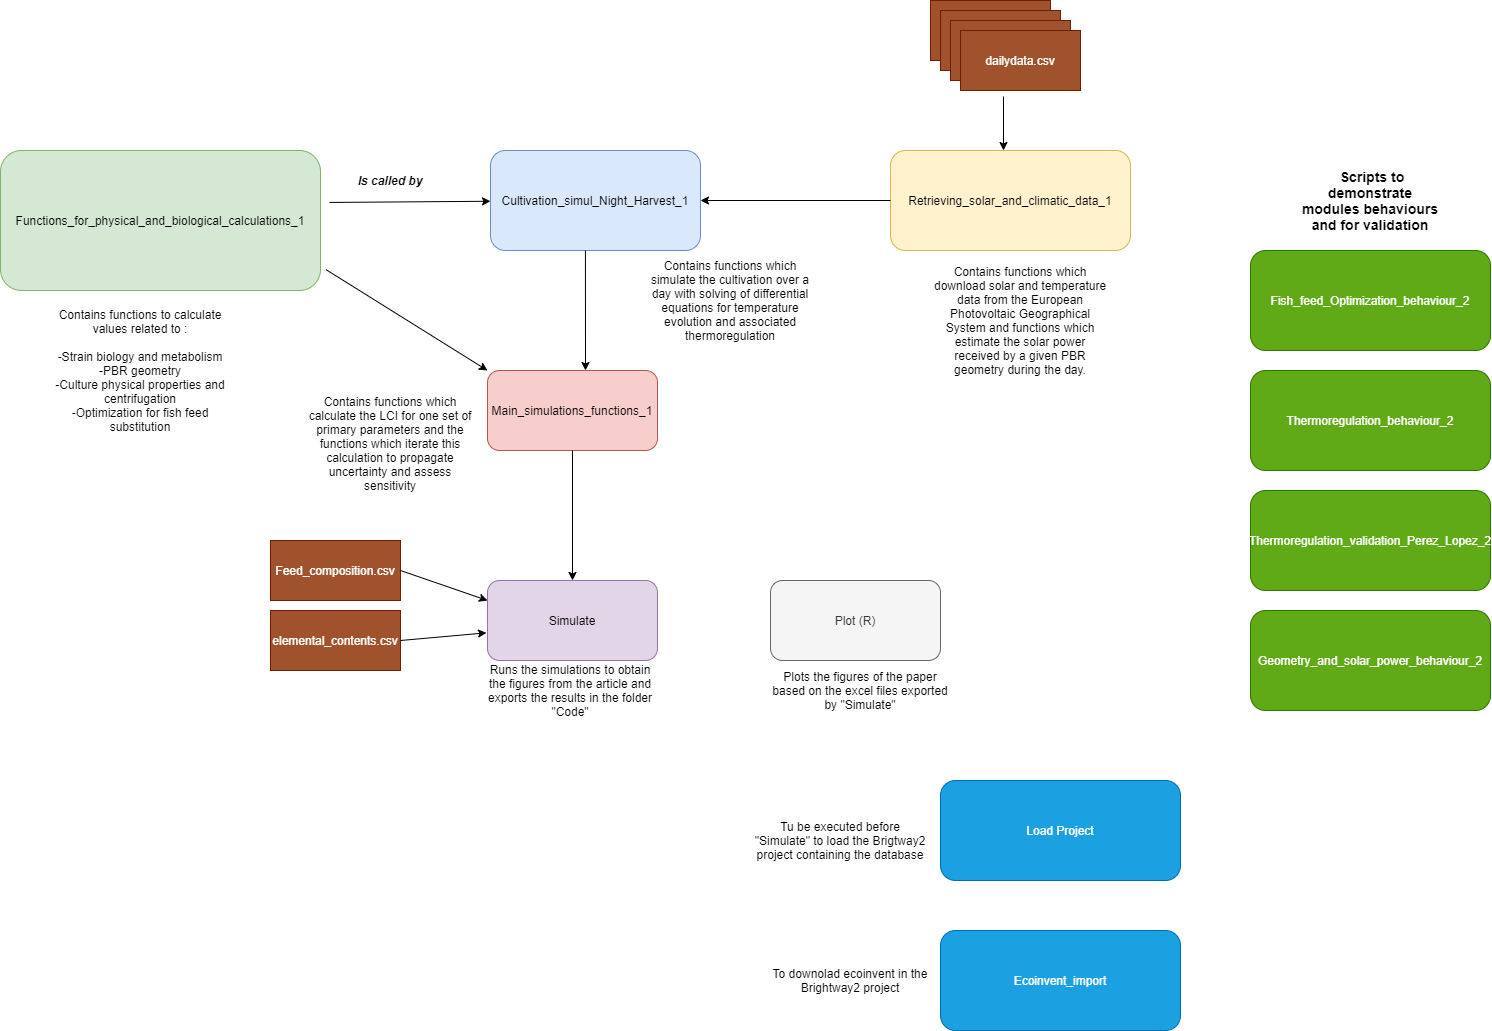 dailydata.csv
Functions_for_physical_and_biological_calculations_1
Is called by
Cultivation_simul_Night_Harvest_1
Retrieving_solar_and_climatic_data_1
Scripts to
demonstrate
modules behaviours
and for validation
Contains functions to calculate
values related to :
-Strain biology and metabolism
-PBR geometry
-Culture physical properties and
centrifugation
-Optimization for fish feed
substitution
Contains functions which
simulate the cultivation over a
day with solving of differential
equations for temperature
evolution and associated
thermoregulation
Contains functions which
download solar and temperature
data from the European
Photovoltaic Geographical
System and functions which
estimate the solar power
received by a given PBR
geometry during the day.
Fish_feed_Optimization_behaviour_2
Contains functions which
calculate the LCI for one set of
primary parameters and the
functions which iterate this
calculation to propagate
uncertainty and assess
sensitivity
Main_simulations_functions_1
Thermoregulation_behaviour_2
Thermoregulation_validation_Perez_Lopez_2
Feed_composition.csv
elemental_contents.csv
Simulate
Runs the simulations to obtain
the figures from the article and
exports the results in the folder
"Code"
Plot (R)
Plots the figures of the paper
based on the excel files exported
by "Simulate"
Geometry_and_solar_power_behaviour_2
Tu be executed before
"Simulate" to load the Brigtway2
project containing the database
Load Project
To downolad ecoinvent in the
Brightway2 project
Ecoinvent_import